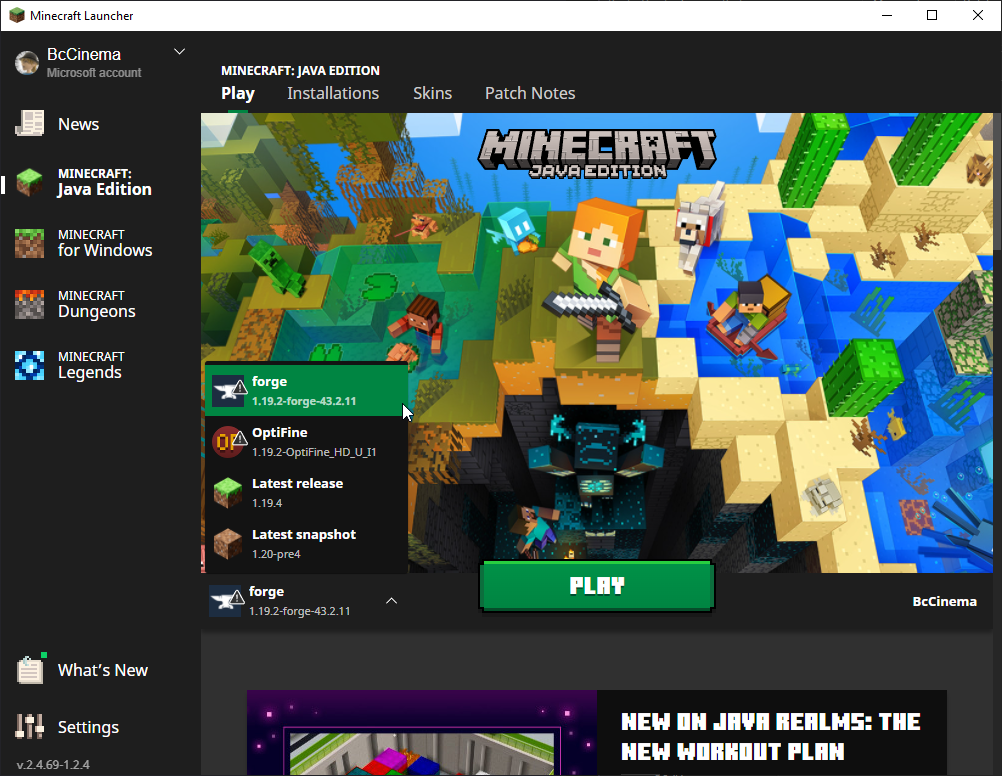 Minecraft Launcher
BcCinema
Microsoft account
News
MINECRAFT:
Java Edition
MINECRAFT
for Windows
MINECRAFT
Dungeons
MINECRAFT
Legends
What's New
Settings
v.2.4.69-1.2.4
MINECRAFT: JAVA EDITION
Play Installations Skins Patch Notes
MINECRAFT
JAVA EDITION
forge
1.19.2-forge-43.2.11
OF
OptiFine
1.19.2-OptiFine_HD_U_I1
Latest release
1.19.4
Latest snapshot
1.20-pre4
forge
1.19.2-forge-43.2.11
PLAY
BcCinema
NEW ON JAVA REALMS: THE
NEW WORKOUT PLAN